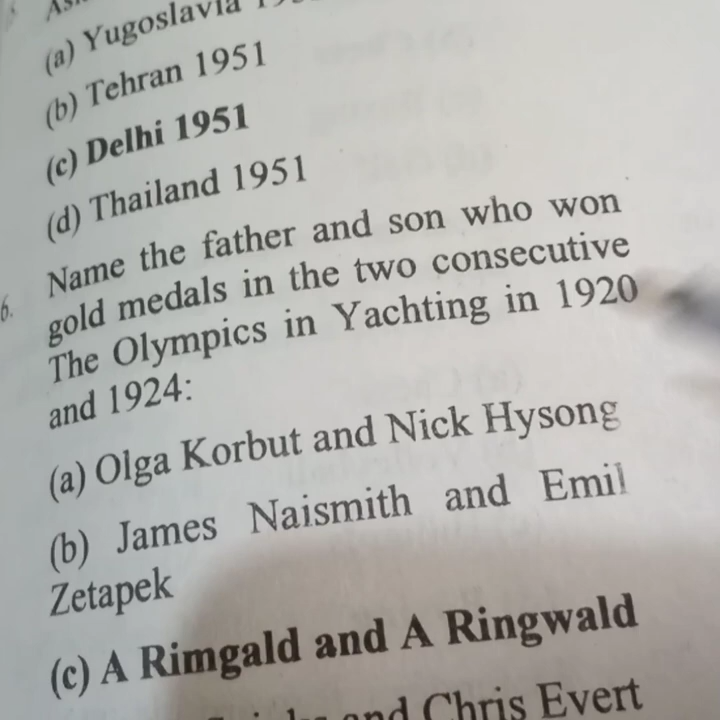 (a) Yugoslavia
(b) Tehran 1951
(c) Delhi 1951
(d) Thailand 1951
6. Name the father and son who won
gold medals in the two consecutive
The Olympics in Yachting in 1920
and 1924:
(a) Olga Korbut and Nick Hysong
(b) James Naismith and Emil
Zetapek
(c) A Rimgald and A Ringwald
and Chris Evert